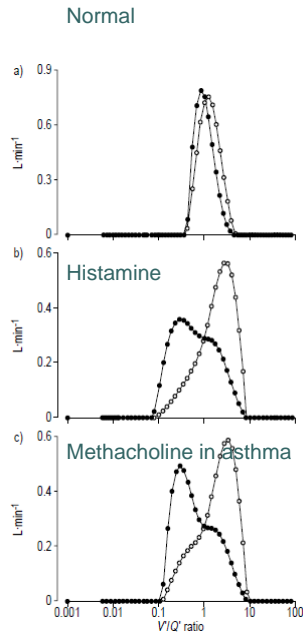 Normal
a)
0.9
0.6
0.3
0
L·min⁻¹
b)
0.6
Histamine
0.4
0.2
0
L·min⁻¹
c)
0.6
Methacholine in asthma
0.4
0.2
0
L·min⁻¹
0.001 0.01 0.1 1 10 100
V'/Q' ratio